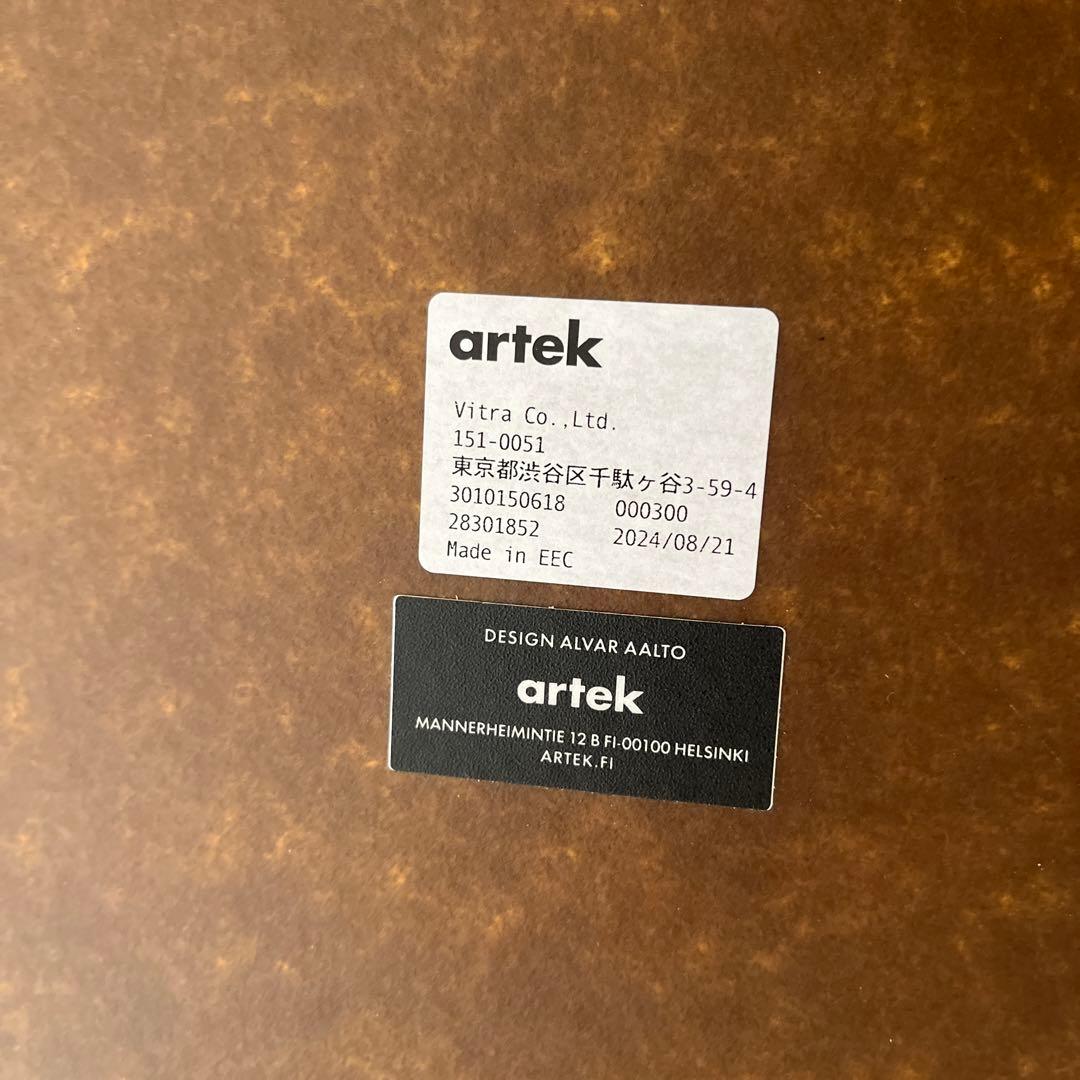 artek
Vitra Co.,Ltd.
151-0051
東京都渋谷区千駄ヶ谷3-59-4
3010150618 000300
28301852 2024/08/21
Made in EEC
DESIGN ALVAR AALTO
artek
MANNERHEIMINTIE 12 B FI-00100 HELSINKI
ARTEK.FI